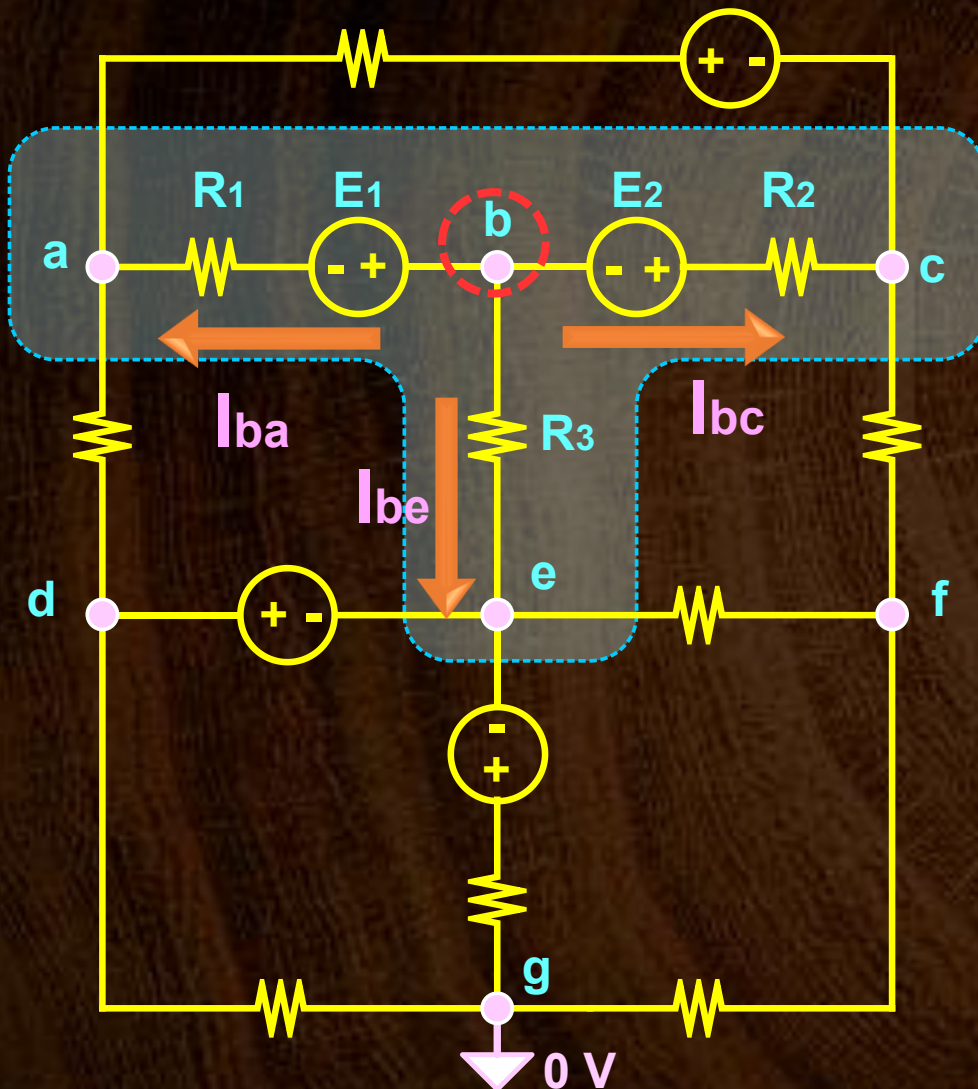 + -
R1 E1 b E2 R2
a - + - + c
Iba Ibc
R3
Ibe
d + - e f
-
+
g
0 V